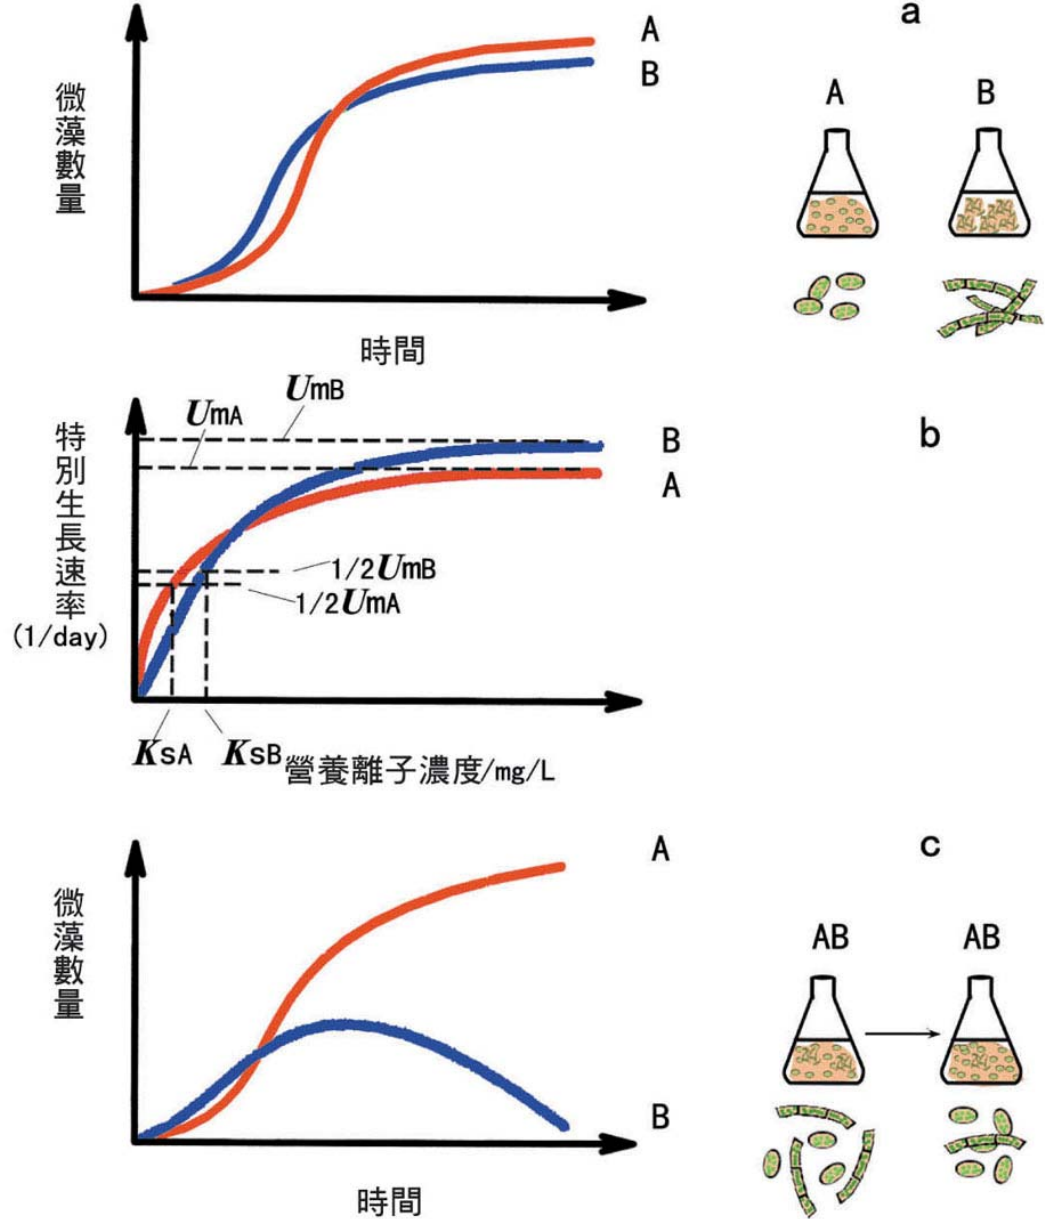 a
A
B
微藻數量
A
B
時間
b
UmB
UmA
特別生長速率
(1/day)
B
A
1/2UmB
1/2UmA
KsA
KsB
營養離子濃度/mg/L
c
A
微藻數量
AB
AB
B
時間